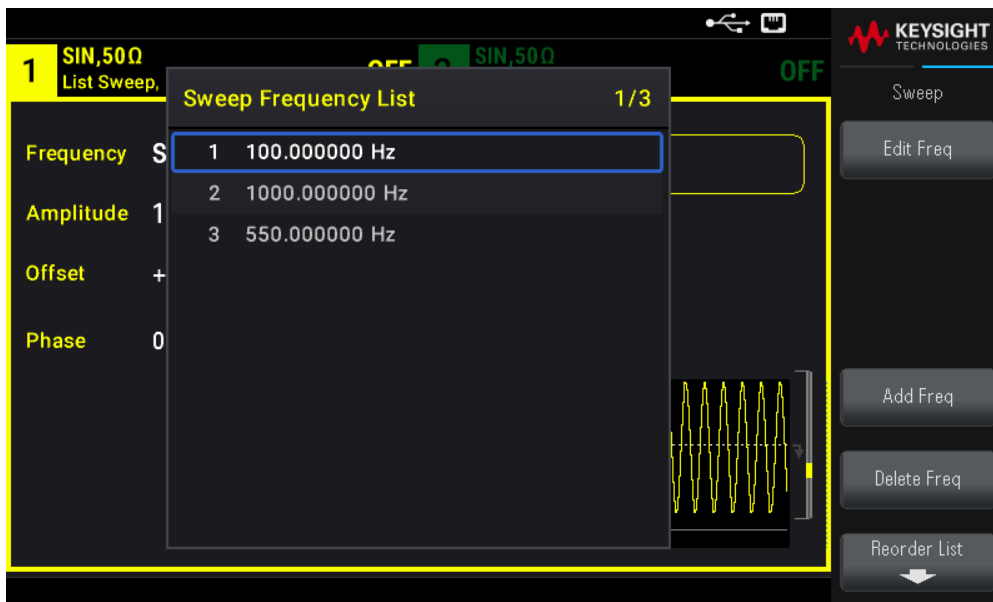 KEYSIGHT
TECHNOLOGIES
1 SIN,50Ω
List Sweep,
SIN,50Ω
OFF
Sweep
Sweep Frequency List 1/3
1 100.000000 Hz
2 1000.000000 Hz
3 550.000000 Hz
Frequency S
Amplitude 1
Offset +
Phase 0
Edit Freq
Add Freq
Delete Freq
Reorder List